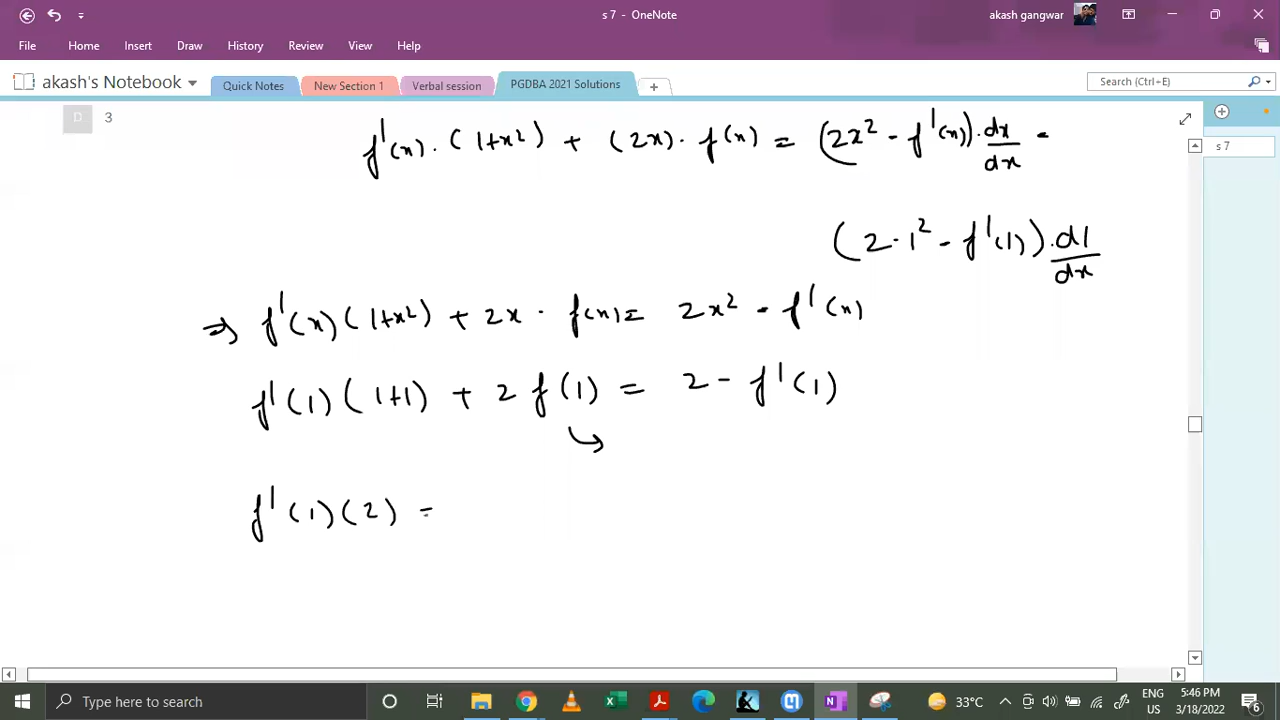 s 7 - OneNote
akash gangwar
File Home Insert Draw History Review View Help
akash's Notebook
Quick Notes New Section 1 Verbal session PGDBA 2021 Solutions +
Search (Ctrl+E)
D 3
s 7
f'(x) · (1+x²) + (2x) · f(x) = (2x² - f'(x)) · dx/dx -
(2 · 1² - f'(1)) · d1/dx
⇒ f'(x) (1+x²) + 2x · f(x) = 2x² - f'(x)
f'(1) (1+1) + 2 f(1) = 2 - f'(1)
↳
f'(1) (2) =
Type here to search
33°C
ENG
US
5:46 PM
3/18/2022
6